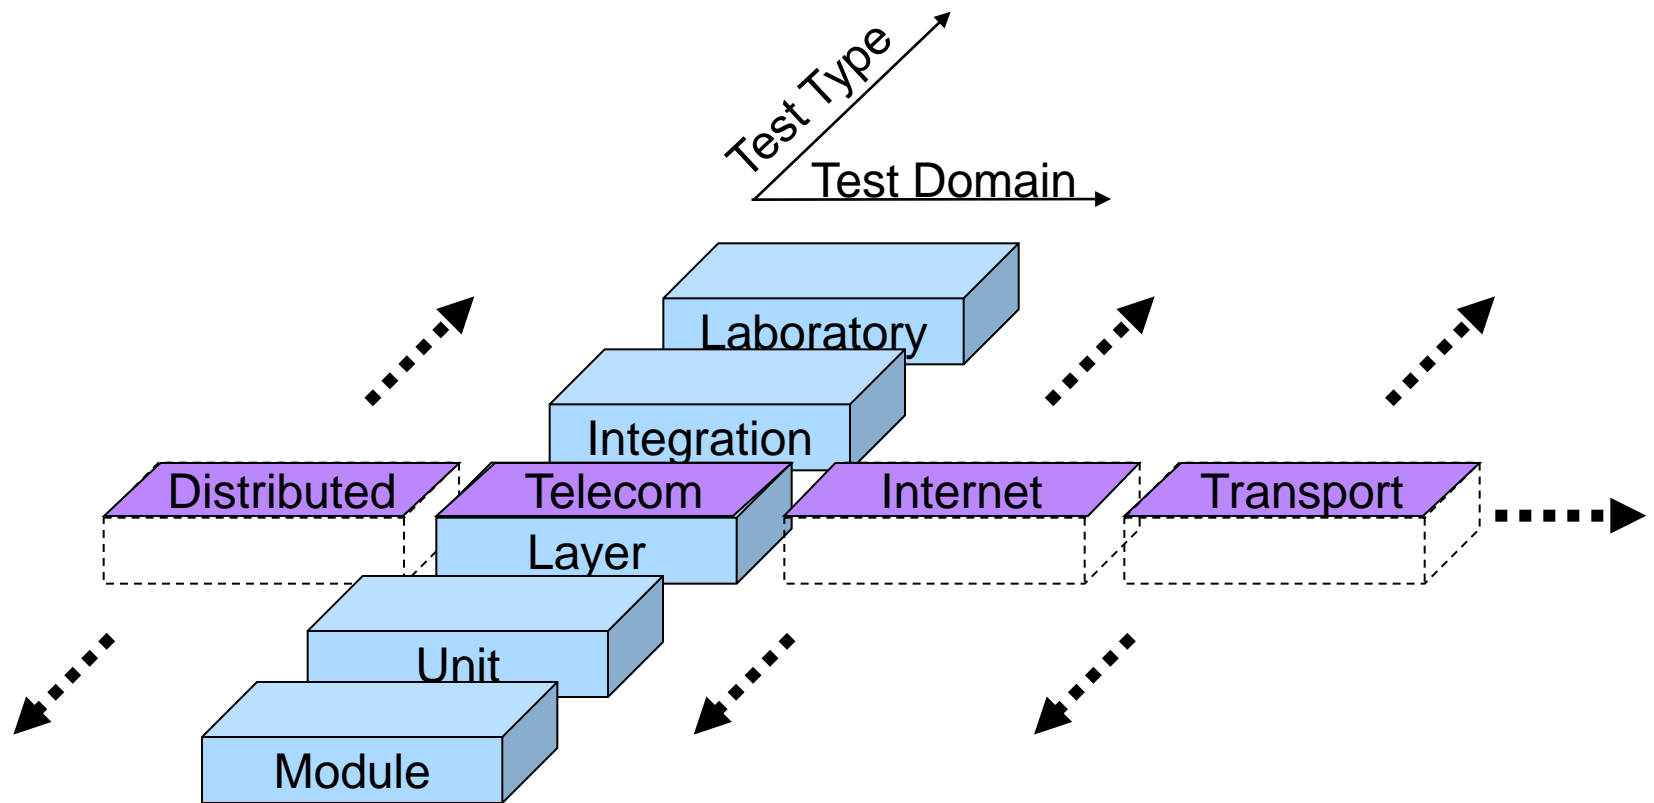 Test Type
Test Domain
Laboratory
Integration
Distributed
Telecom
Internet
Transport
Layer
Unit
Module